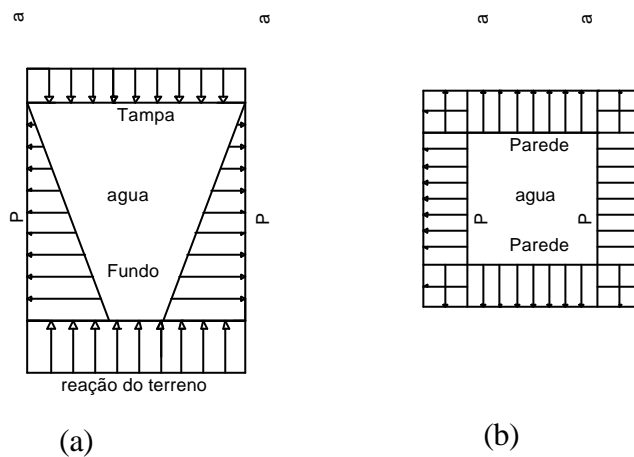 a
a
a
a
Tampa
Parede
agua
agua
P
P
P
P
Fundo
Parede
reação do terreno
(a)
(b)